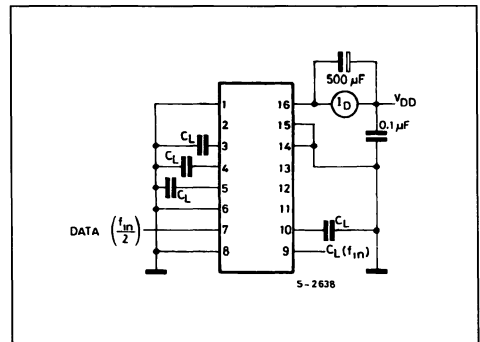 500 µF
I_D
V_DD
0.1 µF
1
2
3
4
5
6
7
8
16
15
14
13
12
11
10
9
C_L
C_L
C_L
C_L
C_L (f_in)
DATA (f_in/2)
S-2638